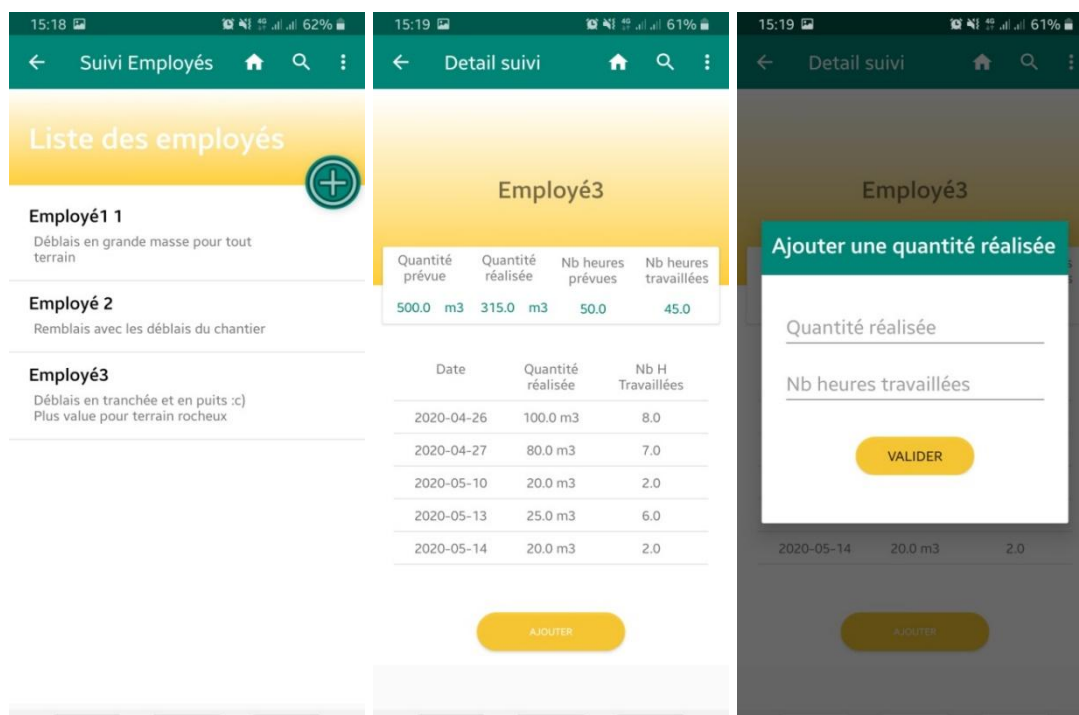 15:18 4G 62%
Suivi Employés
Liste des employés
Employé1 1
Déblais en grande masse pour tout
terrain
Employé 2
Remblais avec les déblais du chantier
Employé3
Déblais en tranchée et en puits :c)
Plus value pour terrain rocheux
15:19 4G 61%
Detail suivi
Employé3
Quantité prévue Quantité réalisée Nb heures prévues Nb heures travaillées
500.0 m3 315.0 m3 50.0 45.0
Date Quantité réalisée Nb H Travaillées
2020-04-26 100.0 m3 8.0
2020-04-27 80.0 m3 7.0
2020-05-10 20.0 m3 2.0
2020-05-13 25.0 m3 6.0
2020-05-14 20.0 m3 2.0
AJOUTER
15:19 4G 61%
Detail suivi
Employé3
Ajouter une quantité réalisée
Quantité réalisée
Nb heures travaillées
VALIDER
2020-05-14 20.0 m3 2.0
AJOUTER